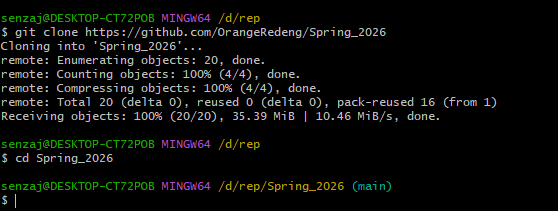 senzaj@DESKTOP-CT72POB MINGW64 /d/rep
$ git clone https://github.com/OrangeRedeng/Spring_2026
Cloning into 'Spring_2026'...
remote: Enumerating objects: 20, done.
remote: Counting objects: 100% (4/4), done.
remote: Compressing objects: 100% (4/4), done.
remote: Total 20 (delta 0), reused 0 (delta 0), pack-reused 16 (from 1)
Receiving objects: 100% (20/20), 35.39 MiB | 10.46 MiB/s, done.
senzaj@DESKTOP-CT72POB MINGW64 /d/rep
$ cd Spring_2026
senzaj@DESKTOP-CT72POB MINGW64 /d/rep/Spring_2026 (main)
$